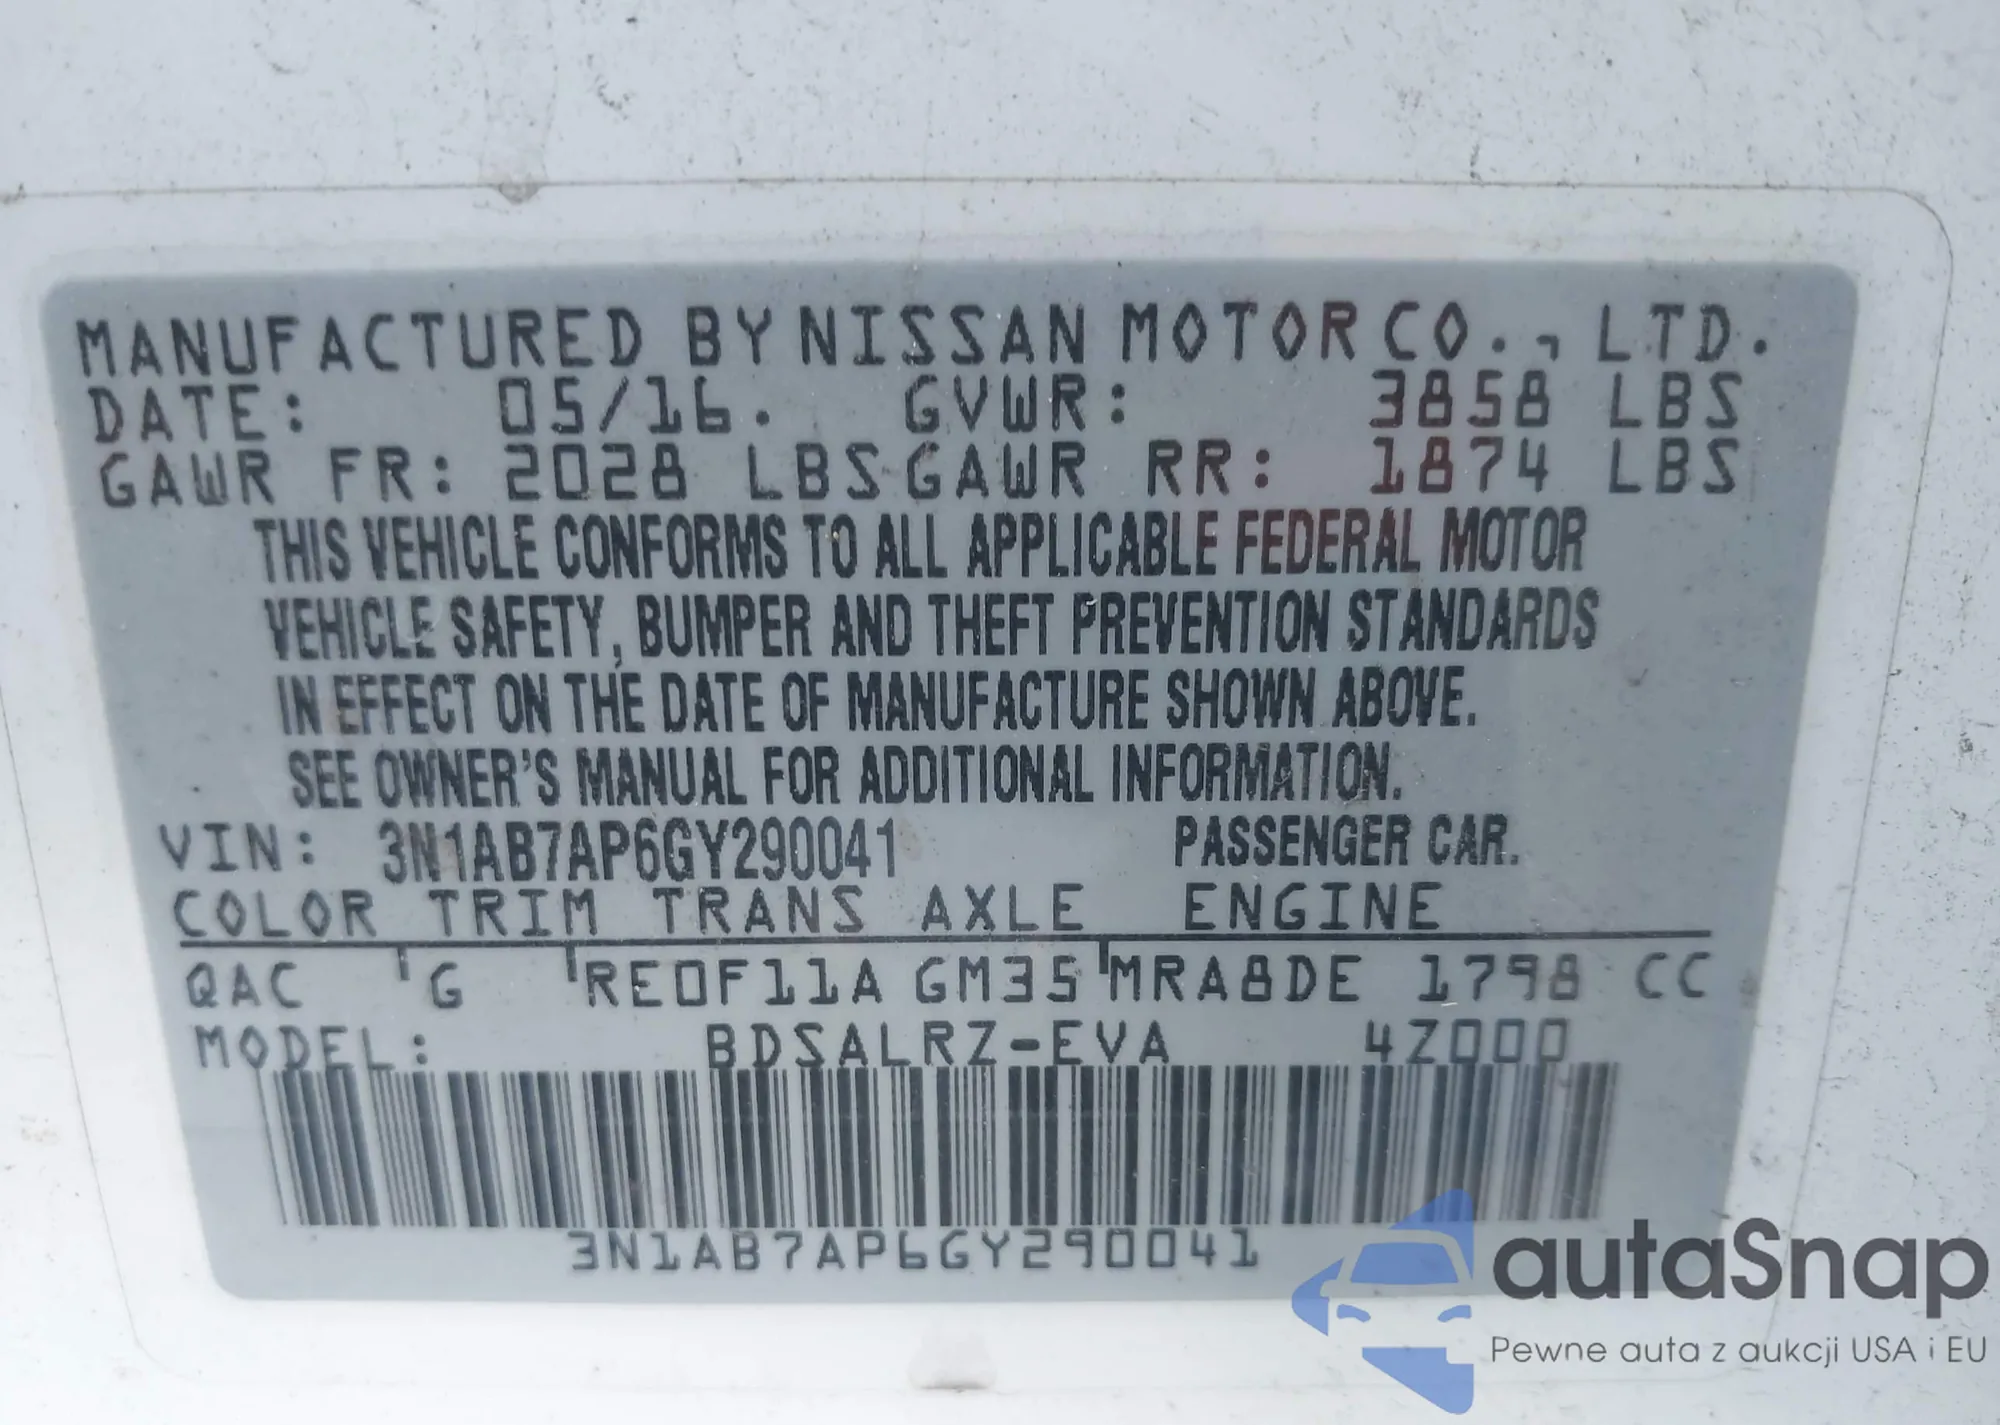 MANUFACTURED BY NISSAN MOTOR CO., LTD.
DATE: 05/16. GVWR: 3858 LBS
GAWR FR: 2028 LBS GAWR RR: 1874 LBS
THIS VEHICLE CONFORMS TO ALL APPLICABLE FEDERAL MOTOR
VEHICLE SAFETY, BUMPER AND THEFT PREVENTION STANDARDS
IN EFFECT ON THE DATE OF MANUFACTURE SHOWN ABOVE.
SEE OWNER'S MANUAL FOR ADDITIONAL INFORMATION.
VIN: 3N1AB7AP6GY290041 PASSENGER CAR.
COLOR TRIM TRANS AXLE ENGINE
QAC G RE0F11A GM35 MRA8DE 1798 CC
MODEL: BDSALRZ-EVA 4Z000
3N1AB7AP6GY290041
autaSnap
Pewne auta z aukcji USA i EU